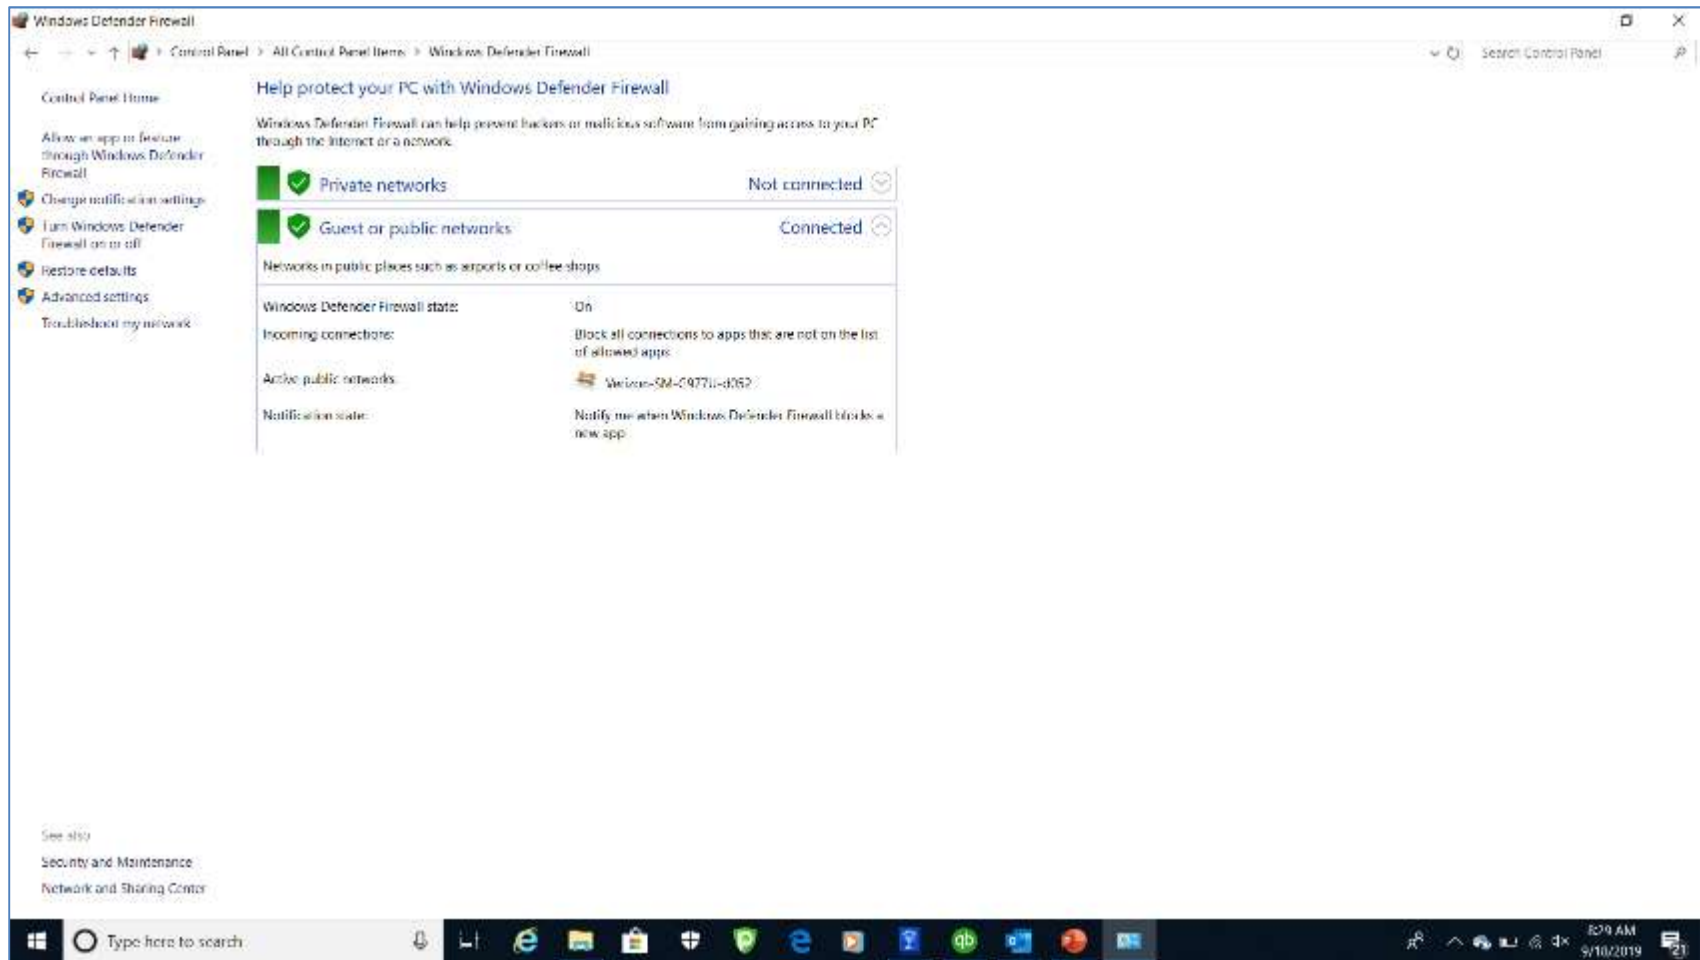 Windows Defender Firewall
Control Panel > All Control Panel Items > Windows Defender Firewall
Search Control Panel
Control Panel Home
Allow an app or feature
through Windows Defender
Firewall
Change notification settings
Turn Windows Defender
Firewall on or off
Restore defaults
Advanced settings
Troubleshoot my network
Help protect your PC with Windows Defender Firewall
Windows Defender Firewall can help prevent hackers or malicious software from gaining access to your PC
through the Internet or a network.
Private networks Not connected
Guest or public networks Connected
Networks in public places such as airports or coffee shops
Windows Defender Firewall state: On
Incoming connections: Block all connections to apps that are not on the list
of allowed apps
Active public networks: Verizon-SM-G977U-d052
Notification state: Notify me when Windows Defender Firewall blocks a
new app
See also
Security and Maintenance
Network and Sharing Center
Type here to search
qb
8:29 AM
9/10/2019
21